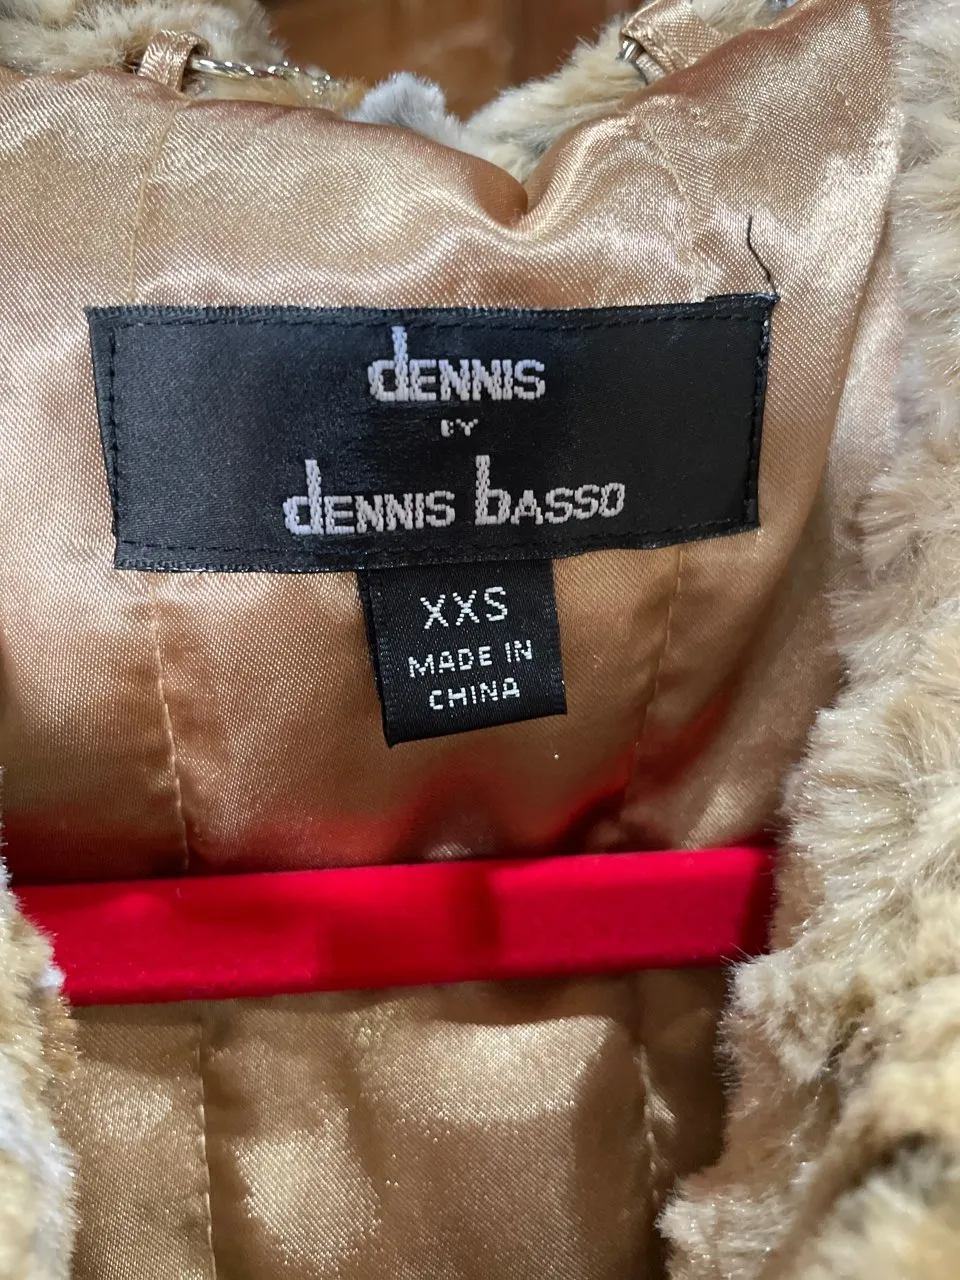 dENNIS
BY
dENNIS bASSO
XXS
MADE IN
CHINA